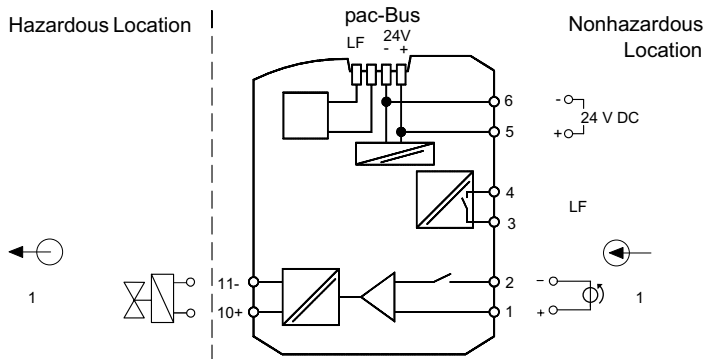 pac-Bus
Hazardous Location
Nonhazardous
Location
LF
24V
- +
6
- 
24 V DC
5
+
4
LF
3
1
11-
10+
2
−
1
+
1